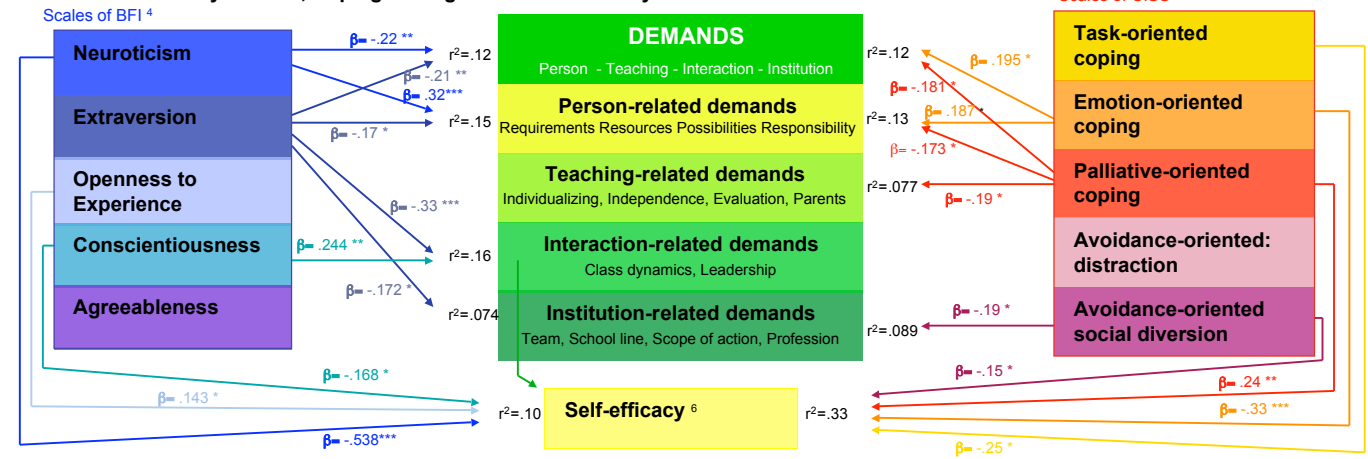 Scales of BFI 4
Neuroticism
Extraversion
Openness to
Experience
Conscientiousness
Agreeableness
β= -.22 **
β= -.21 **
β= .32***
β= -.17 *
β= -.33 ***
β= .244 **
β= -.172 *
β= -.168 *
β= .143 *
β= -.538***
r²=.12
r²=.15
r²=.16
r²=.074
r²=.10
DEMANDS
Person - Teaching - Interaction - Institution
Person-related demands
Requirements Resources Possibilities Responsibility
Teaching-related demands
Individualizing, Independence, Evaluation, Parents
Interaction-related demands
Class dynamics, Leadership
Institution-related demands
Team, School line, Scope of action, Profession
Self-efficacy 6
r²=.12
r²=.13
r²=.077
r²=.089
r²=.33
β= .195 *
β= -.181 *
β= .187 *
β= -.173 *
β= -.19 *
β= -.19 *
β= -.15 *
β= .24 **
β= -.33 ***
β= -.25 *
Task-oriented
coping
Emotion-oriented
coping
Palliative-oriented
coping
Avoidance-oriented:
distraction
Avoidance-oriented
social diversion